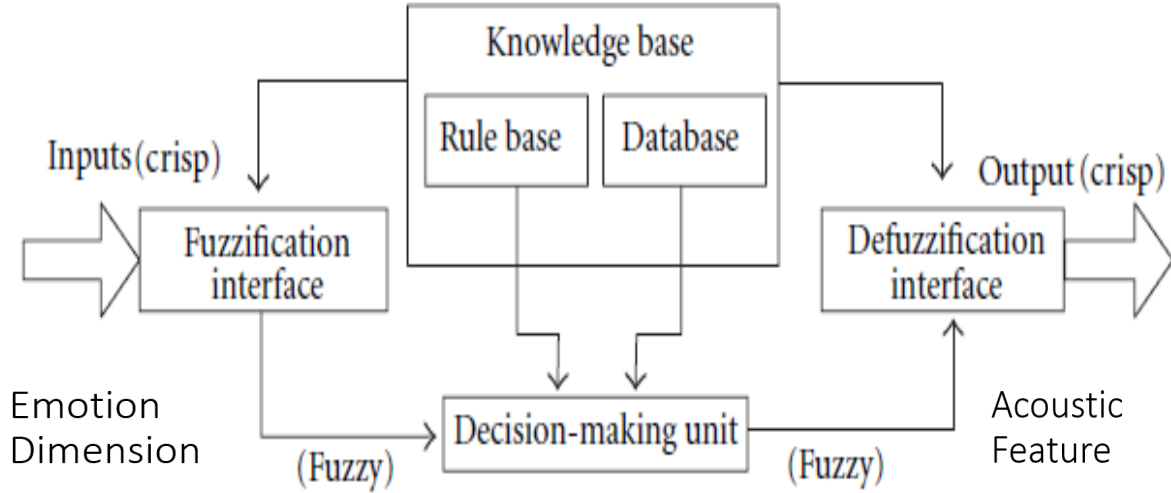 Knowledge base
Rule base
Database
Inputs (crisp)
Output (crisp)
Fuzzification
interface
Defuzzification
interface
Emotion
Dimension
Decision-making unit
Acoustic
Feature
(Fuzzy)
(Fuzzy)